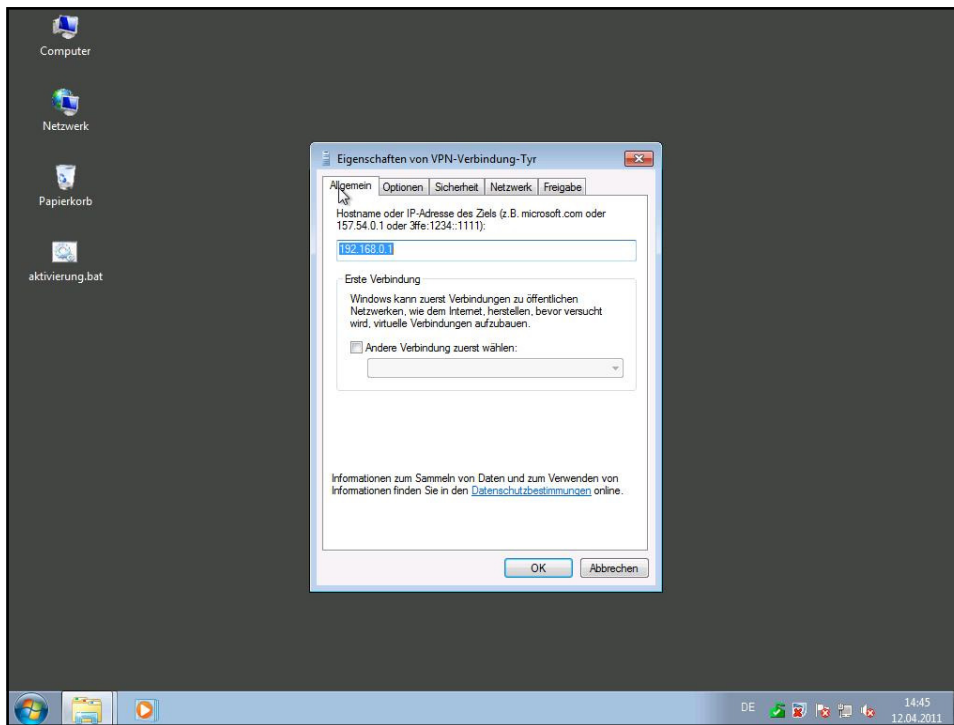 Computer
Netzwerk
Papierkorb
aktivierung.bat
Eigenschaften von VPN-Verbindung-Tyr
Allgemein Optionen Sicherheit Netzwerk Freigabe
Hostname oder IP-Adresse des Ziels (z.B. microsoft.com oder
157.54.0.1 oder 3ffe:1234::1111):
192.168.0.1
Erste Verbindung
Windows kann zuerst Verbindungen zu öffentlichen
Netzwerken, wie dem Internet, herstellen, bevor versucht
wird, virtuelle Verbindungen aufzubauen.
Andere Verbindung zuerst wählen:
Informationen zum Sammeln von Daten und zum Verwenden von
Informationen finden Sie in den Datenschutzbestimmungen online.
OK Abbrechen
DE 14:45
12.04.2011